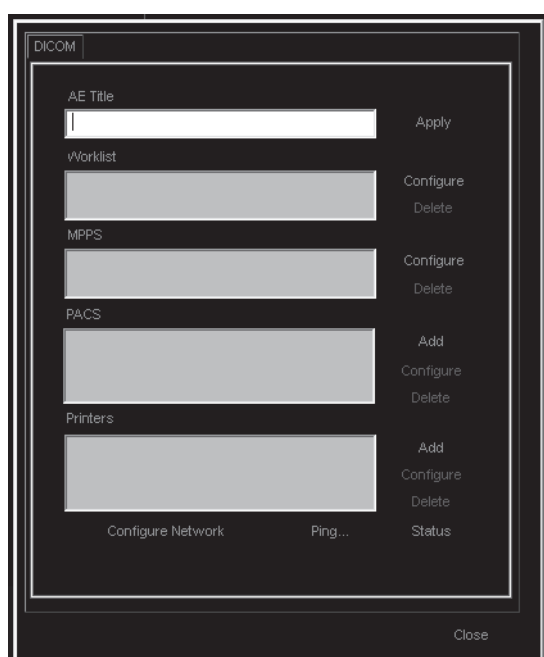 DICOM
AE Title
Apply
Worklist
Configure
Delete
MPPS
Configure
Delete
PACS
Add
Configure
Delete
Printers
Add
Configure
Delete
Configure Network Ping... Status
Close